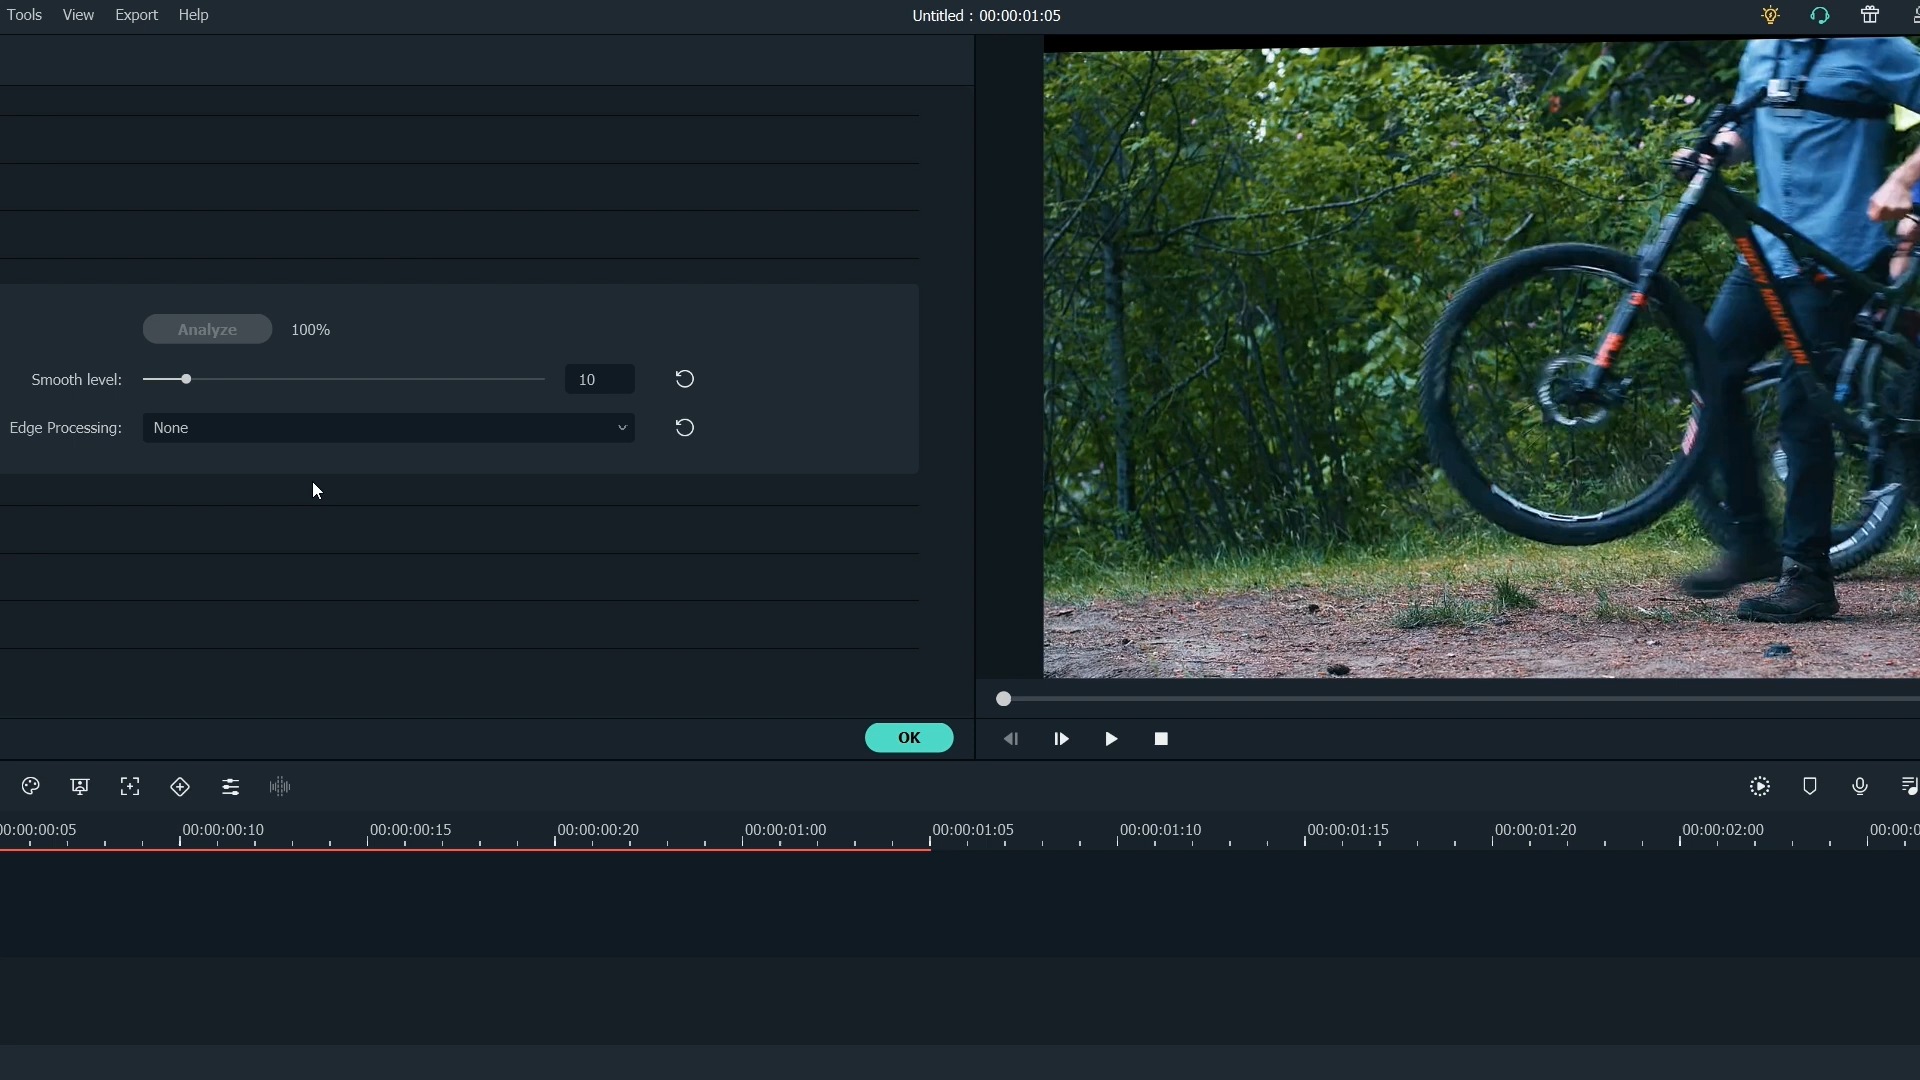 Tools View Export Help
Untitled : 00:00:01:05
Analyze 100%
Smooth level: 10
Edge Processing: None
OK
00:00:00:05 00:00:00:10 00:00:00:15 00:00:00:20 00:00:01:00 00:00:01:05 00:00:01:10 00:00:01:15 00:00:01:20 00:00:02:00